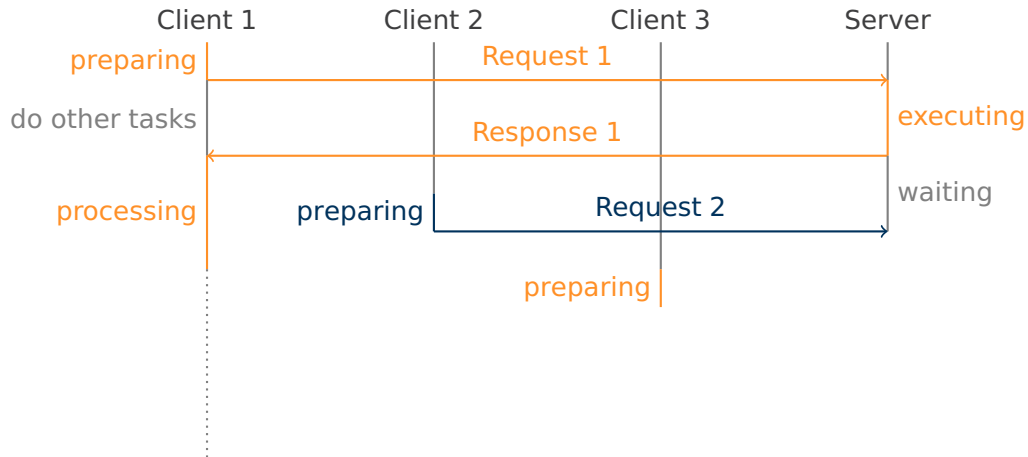 Client 1
Client 2
Client 3
Server
preparing
Request 1
do other tasks
executing
Response 1
waiting
processing
preparing
Request 2
preparing